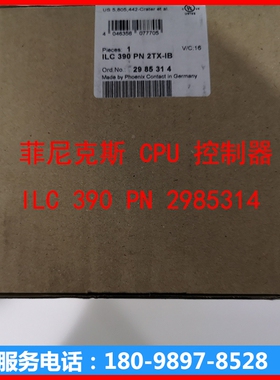 US 5,805,442-Crater et al
4 046356 077705
Pieces: 1
V/C.15
ILC 390 PN 2TX-IB
Ord.No 29 85 31 4
Made by Phoenix Contact in Germany
菲尼克斯 CPU 控制器
ILC 390 PN 2985314
服务电话：180-9897-8528